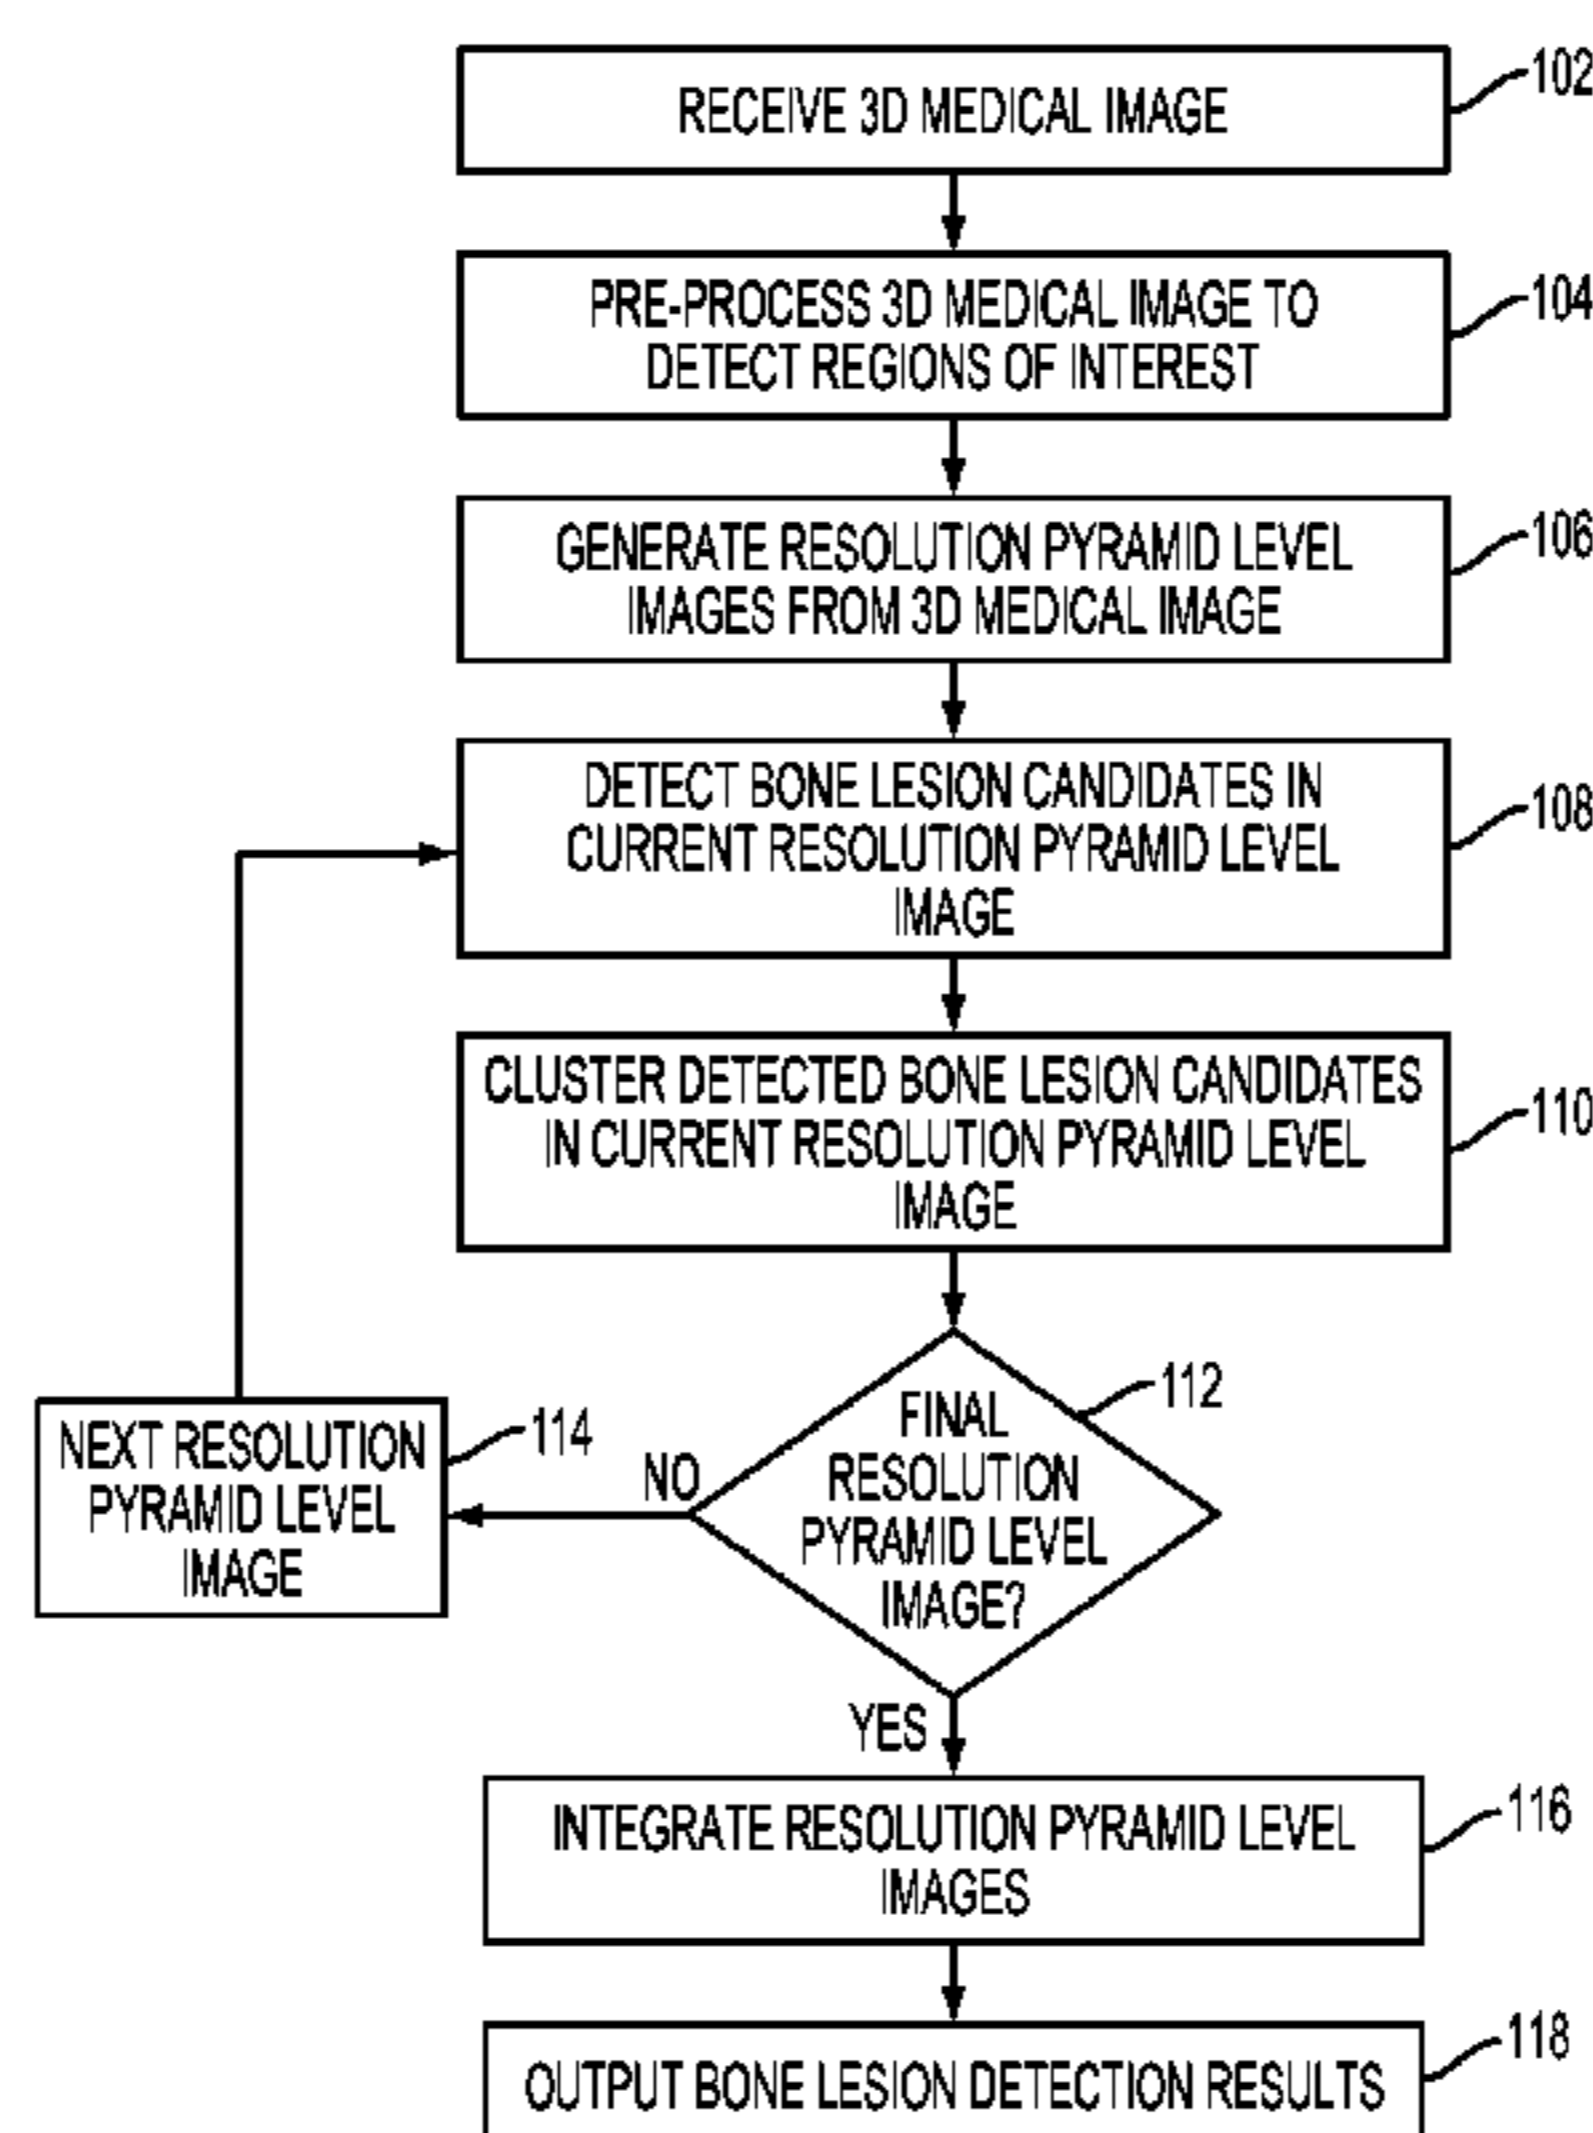 RECEIVE 3D MEDICAL IMAGE
102
PRE-PROCESS 3D MEDICAL IMAGE TO
DETECT REGIONS OF INTEREST
104
GENERATE RESOLUTION PYRAMID LEVEL
IMAGES FROM 3D MEDICAL IMAGE
106
DETECT BONE LESION CANDIDATES IN
CURRENT RESOLUTION PYRAMID LEVEL
IMAGE
108
CLUSTER DETECTED BONE LESION CANDIDATES
IN CURRENT RESOLUTION PYRAMID LEVEL
IMAGE
110
FINAL
RESOLUTION
PYRAMID LEVEL
IMAGE?
112
NO
NEXT RESOLUTION
PYRAMID LEVEL
IMAGE
114
YES
INTEGRATE RESOLUTION PYRAMID LEVEL
IMAGES
116
OUTPUT BONE LESION DETECTION RESULTS
118